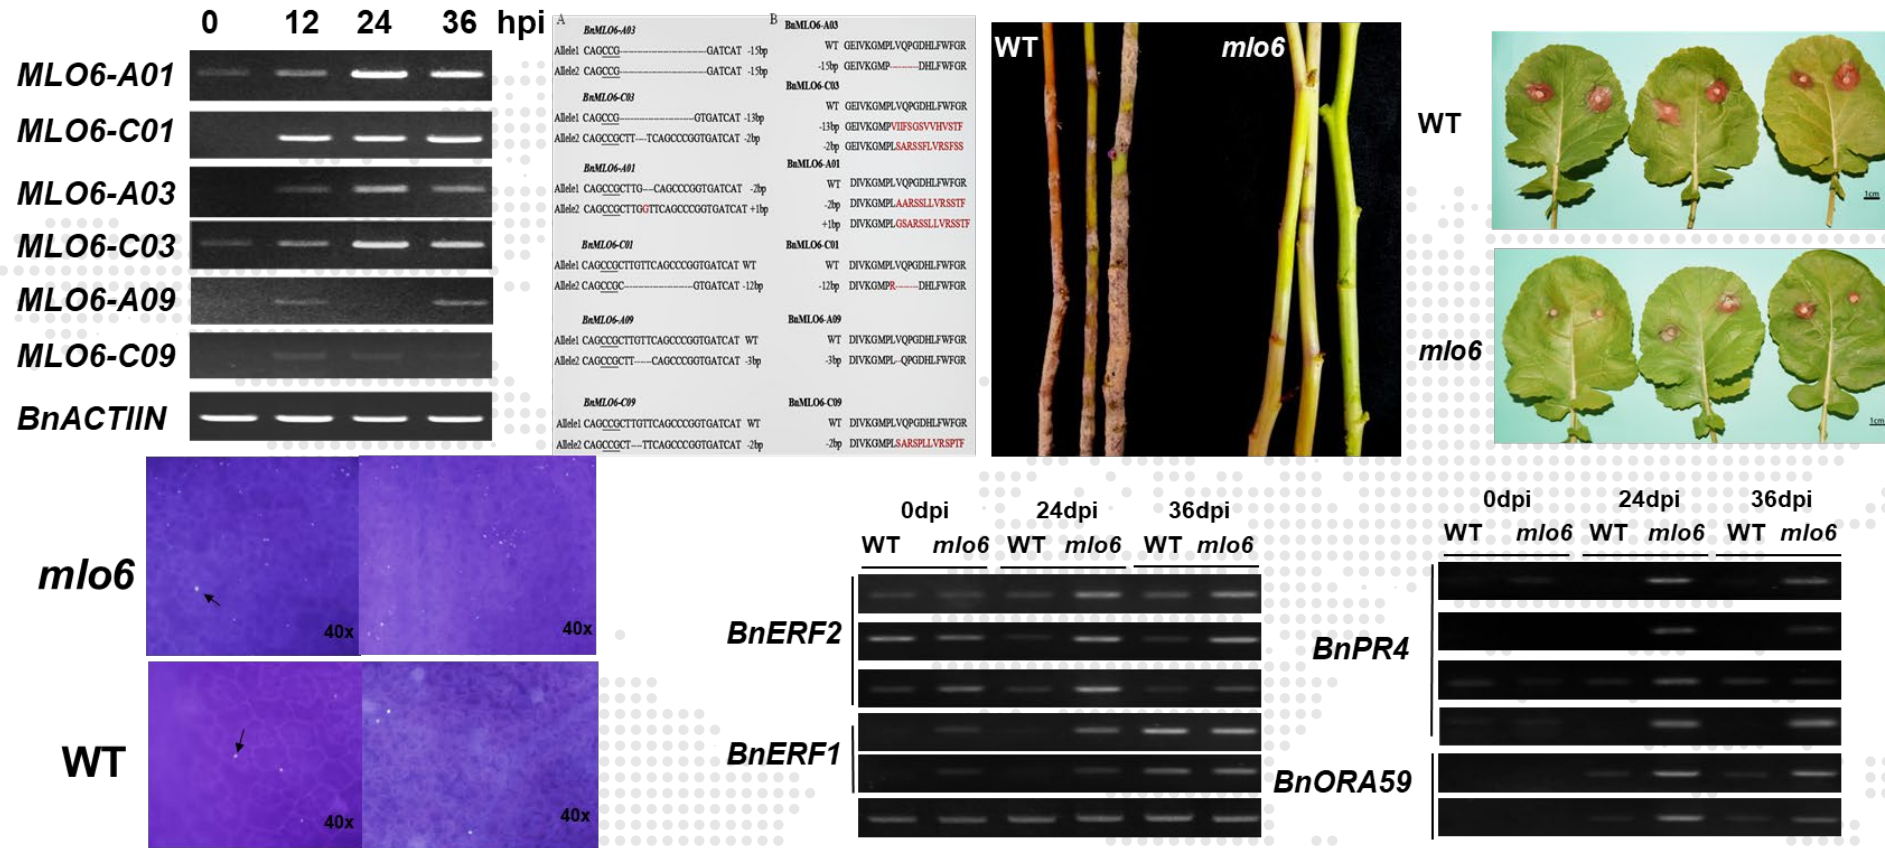 0 12 24 36 hpi
MLO6-A01
MLO6-C01
MLO6-A03
MLO6-C03
MLO6-A09
MLO6-C09
BnACTIIN
A
BnMLO6-A03
Allele1 CAGCCG------------------------------GATCAT -15bp
Allele2 CAGCCG------------------------------GATCAT -15bp
BnMLO6-C03
Allele1 CAGCCG--------------------------GTGATCAT -13bp
Allele2 CAGCCGCTT----TCAGCCCGGTGATCAT -2bp
BnMLO6-A01
Allele1 CAGCCGCTTG----CAGCCCGGTGATCAT -2bp
Allele2 CAGCCGCTTGGTTCAGCCCGGTGATCAT +1bp
BnMLO6-C01
Allele1 CAGCCGCTTGTTCAGCCCGGTGATCAT WT
Allele2 CAGCCGC------------------------GTGATCAT -12bp
BnMLO6-A09
Allele1 CAGCCGCTTGTTCAGCCCGGTGATCAT WT
Allele2 CAGCCGCTT------CAGCCCGGTGATCAT -3bp
BnMLO6-C09
Allele1 CAGCCGCTTGTTCAGCCCGGTGATCAT WT
Allele2 CAGCCGCT----TTCAGCCCGGTGATCAT -2bp
B
BnMLO6-A03
WT GEIVKGMPLVQPGDHLFWFGR
-15bp GEIVKGMP----------DHLFWFGR
BnMLO6-C03
WT GEIVKGMPLVQPGDHLFWFGR
-13bp GEIVKGMPVIIFSGSVVHVSTF
-2bp GEIVKGMPLSARSSFLVRSFSS
BnMLO6-A01
WT DIVKGMPLVQPGDHLFWFGR
-2bp DIVKGMPLAARSSLLVRSSTF
+1bp DIVKGMPLGSARSSLLVRSSTF
BnMLO6-C01
WT DIVKGMPLVQPGDHLFWFGR
-12bp DIVKGMPR--------DHLFWFGR
BnMLO6-A09
WT DIVKGMPLVQPGDHLFWFGR
-3bp DIVKGMPL--QPGDHLFWFGR
BnMLO6-C09
WT DIVKGMPLVQPGDHLFWFGR
-2bp DIVKGMPLSARSPLLVRSPTF
WT mlo6
WT
1cm
mlo6
1cm
mlo6
40x 40x
WT
40x 40x
0dpi 24dpi 36dpi
WT mlo6 WT mlo6 WT mlo6
BnERF2
BnERF1
0dpi 24dpi 36dpi
WT mlo6 WT mlo6 WT mlo6
BnPR4
BnORA59